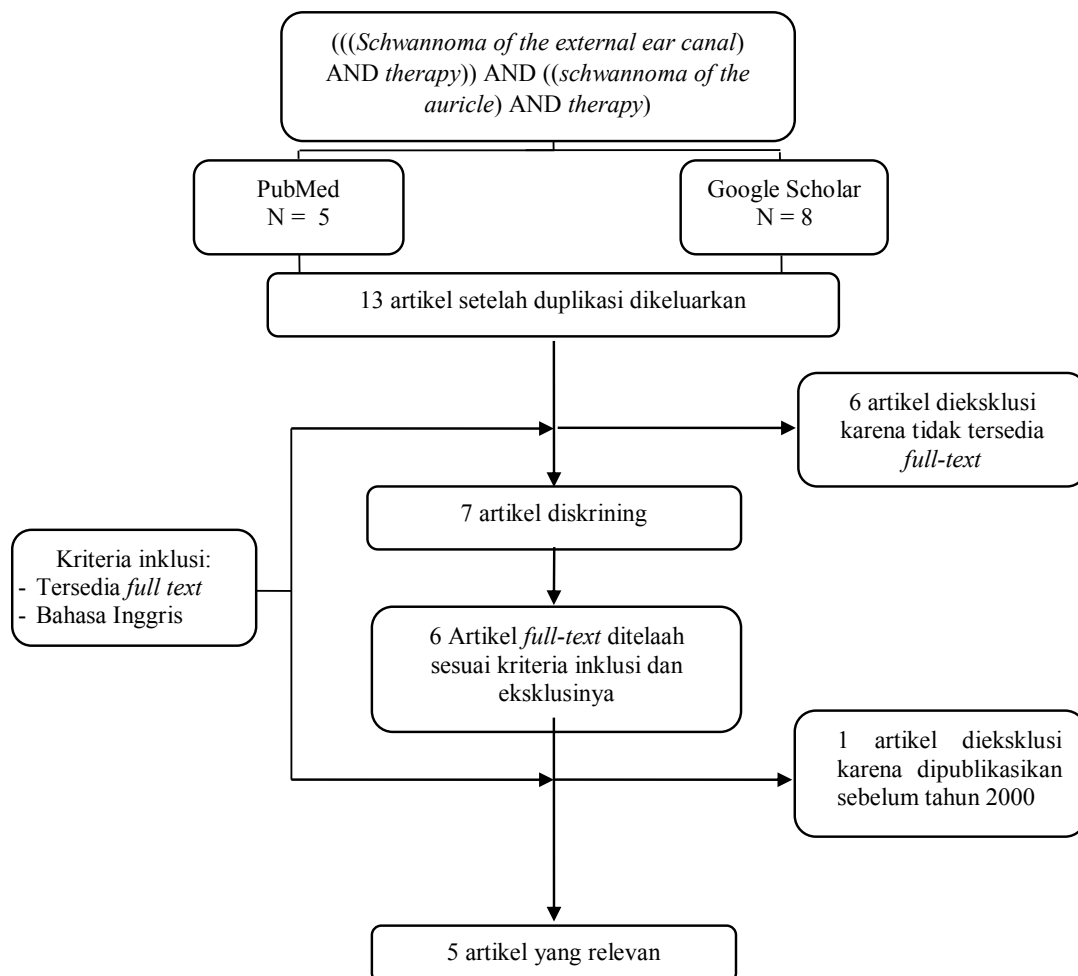 (((Schwannoma of the external ear canal)
AND therapy)) AND ((schwannoma of the
auricle) AND therapy)
PubMed
N = 5
Google Scholar
N = 8
13 artikel setelah duplikasi dikeluarkan
6 artikel dieksklusi
karena tidak tersedia
full-text
7 artikel diskrining
Kriteria inklusi:
- Tersedia full text
- Bahasa Inggris
6 Artikel full-text ditelaah
sesuai kriteria inklusi dan
eksklusinya
1 artikel dieksklusi
karena dipublikasikan
sebelum tahun 2000
5 artikel yang relevan